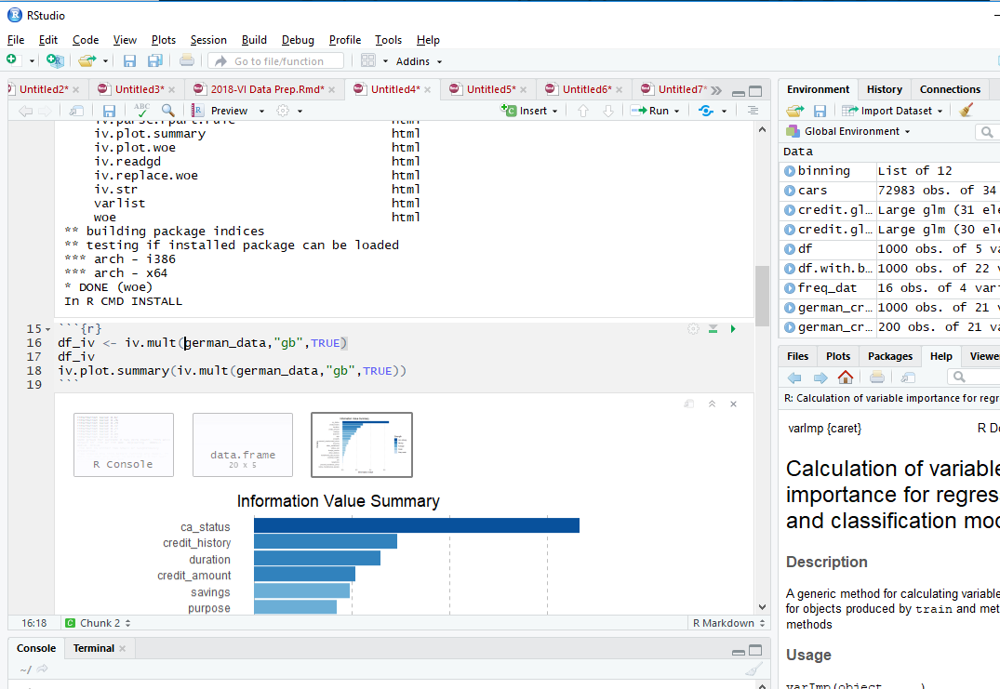 RStudio
File Edit Code View Plots Session Build Debug Profile Tools Help
Go to file/function Addins
Untitled2* Untitled3* 2018-VI Data Prep.Rmd* Untitled4* Untitled5* Untitled6* Untitled7*
ABC Preview Insert Run
iv.parse.rpart.rule html
iv.plot.summary html
iv.plot.woe html
iv.readgd html
iv.replace.woe html
iv.str html
varlist html
woe html
** building package indices
** testing if installed package can be loaded
*** arch - i386
*** arch - x64
* DONE (woe)
In R CMD INSTALL
15 ```{r}
16 df_iv <- iv.mult(german_data,"gb",TRUE)
17 df_iv
18 iv.plot.summary(iv.mult(german_data,"gb",TRUE))
19 ```
R Console
data.frame
20 x 5
Information Value Summary
ca_status
credit_history
duration
credit_amount
savings
purpose
16:18 C Chunk 2 R Markdown
Console Terminal
~/
Environment History Connections
Import Dataset
Global Environment
Data
binning List of 12
cars 72983 obs. of 34
credit.gl… Large glm (31 ele
credit.gl… Large glm (30 ele
df 1000 obs. of 5 va
df.with.b… 1000 obs. of 22 v
freq_dat 16 obs. of 4 vari
german_cr… 1000 obs. of 21 v
german_cr… 200 obs. of 21 va
Files Plots Packages Help Viewer
R: Calculation of variable importance for regr
varImp {caret} R Do
Calculation of variable
importance for regres
and classification mo
Description
A generic method for calculating variable
for objects produced by train and met
methods
Usage
varImp(object, ...)